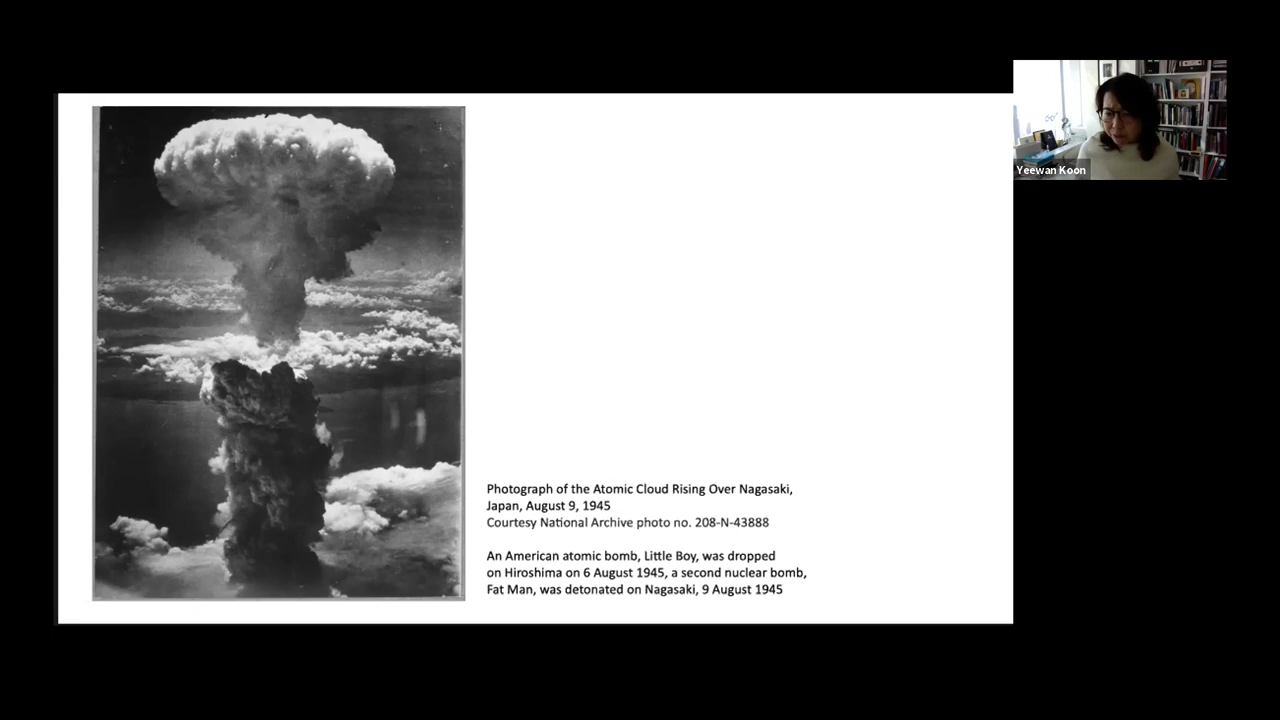 Yeewan Koon
Photograph of the Atomic Cloud Rising Over Nagasaki,
Japan, August 9, 1945
Courtesy National Archive photo no. 208-N-43888
An American atomic bomb, Little Boy, was dropped
on Hiroshima on 6 August 1945, a second nuclear bomb,
Fat Man, was detonated on Nagasaki, 9 August 1945